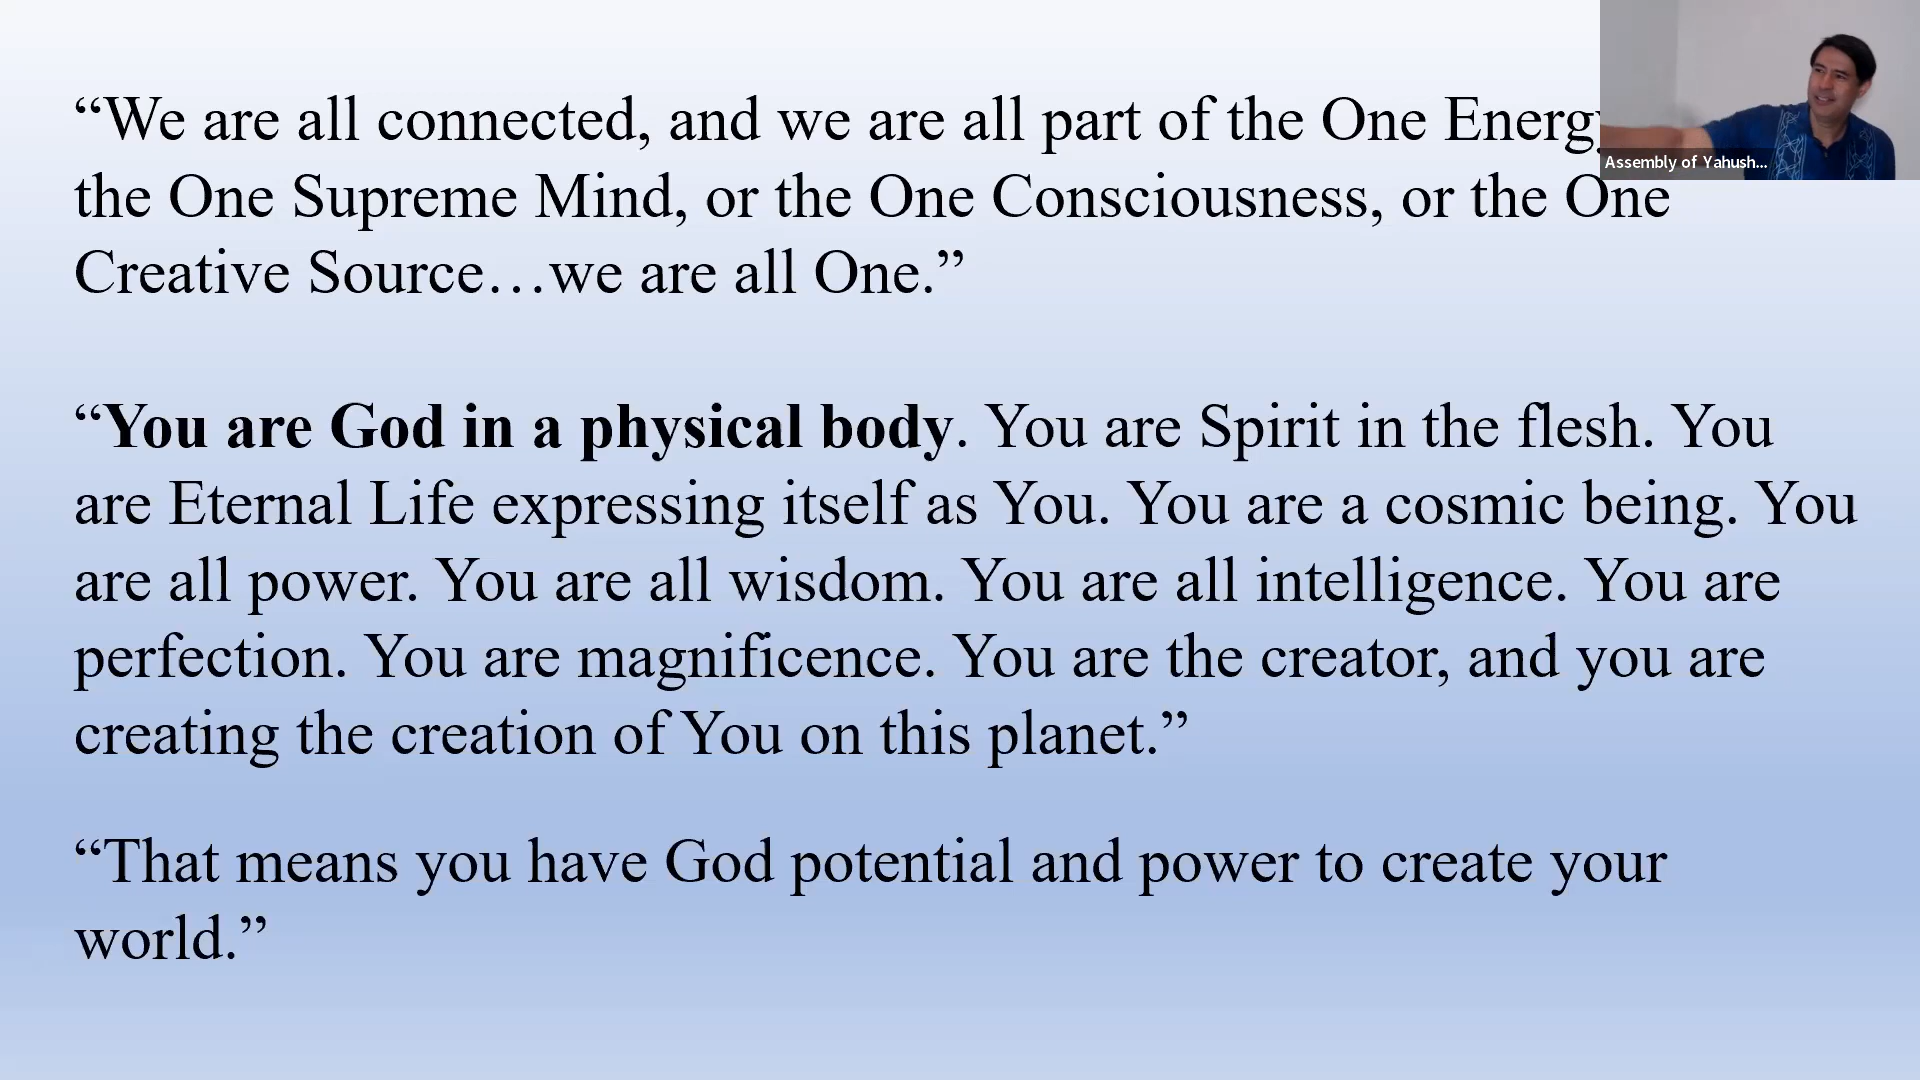 “We are all connected, and we are all part of the One Energy
Assembly of Yahush...
the One Supreme Mind, or the One Consciousness, or the One
Creative Source…we are all One.”
“You are God in a physical body. You are Spirit in the flesh. You
are Eternal Life expressing itself as You. You are a cosmic being. You
are all power. You are all wisdom. You are all intelligence. You are
perfection. You are magnificence. You are the creator, and you are
creating the creation of You on this planet.”
“That means you have God potential and power to create your
world.”